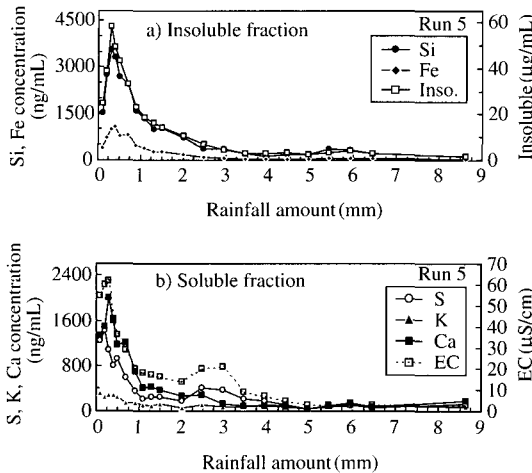 a) Insoluble fraction
Run 5
Si
Fe
Inso.
Si, Fe concentration
(ng/mL)
4500
3000
1500
0
60
40
20
0
Insoluble (µg/mL)
0 1 2 3 4 5 6 7 8 9
Rainfall amount (mm)
b) Soluble fraction
Run 5
S
K
Ca
EC
S, K, Ca concentration
(ng/mL)
2400
1600
800
0
70
60
50
40
30
20
10
0
EC (µS/cm)
0 1 2 3 4 5 6 7 8 9
Rainfall amount (mm)